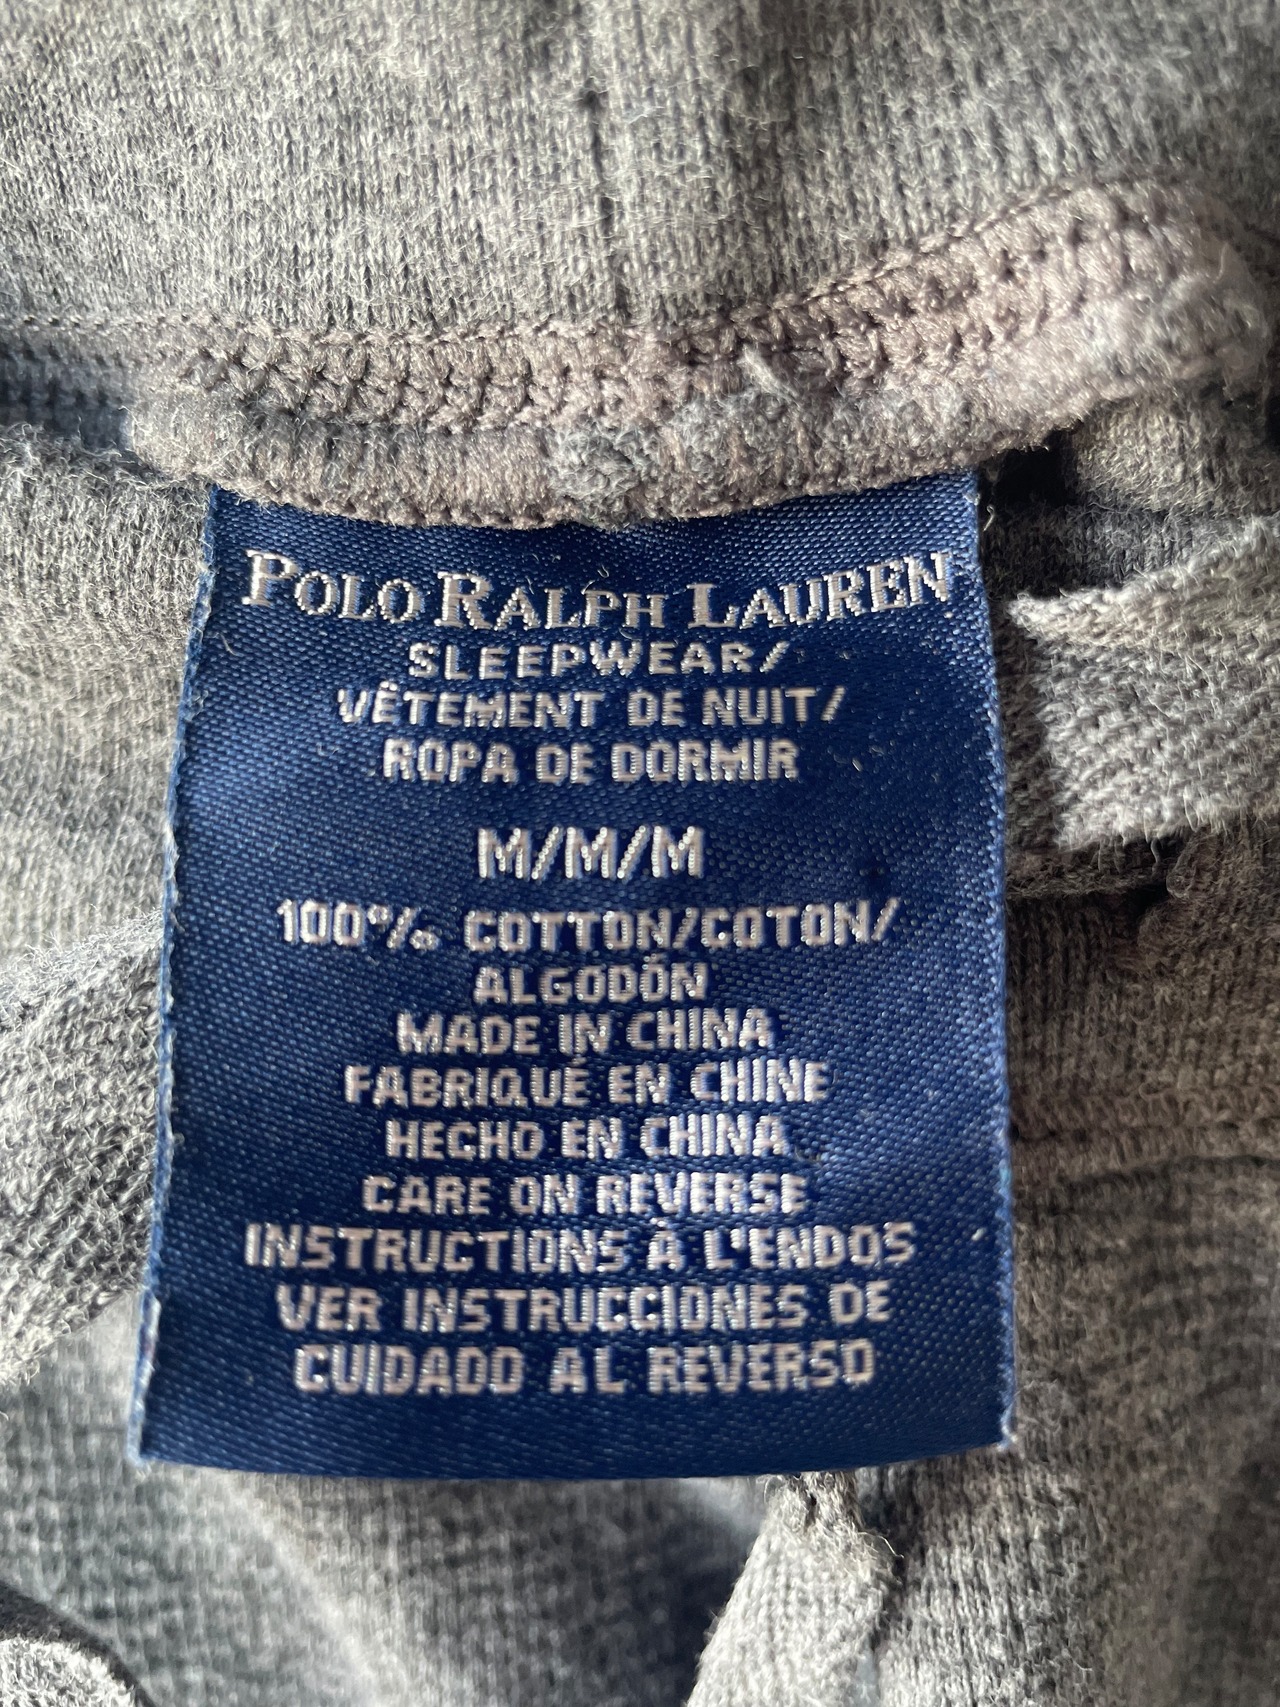 POLO RALPH LAUREN
SLEEPWEAR/
VÊTEMENT DE NUIT/
ROPA DE DORMIR
M/M/M
100% COTTON/COTON/
ALGODÓN
MADE IN CHINA
FABRIQUÉ EN CHINE
HECHO EN CHINA
CARE ON REVERSE
INSTRUCTIONS À L'ENDOS
VER INSTRUCCIONES DE
CUIDADO AL REVERSO